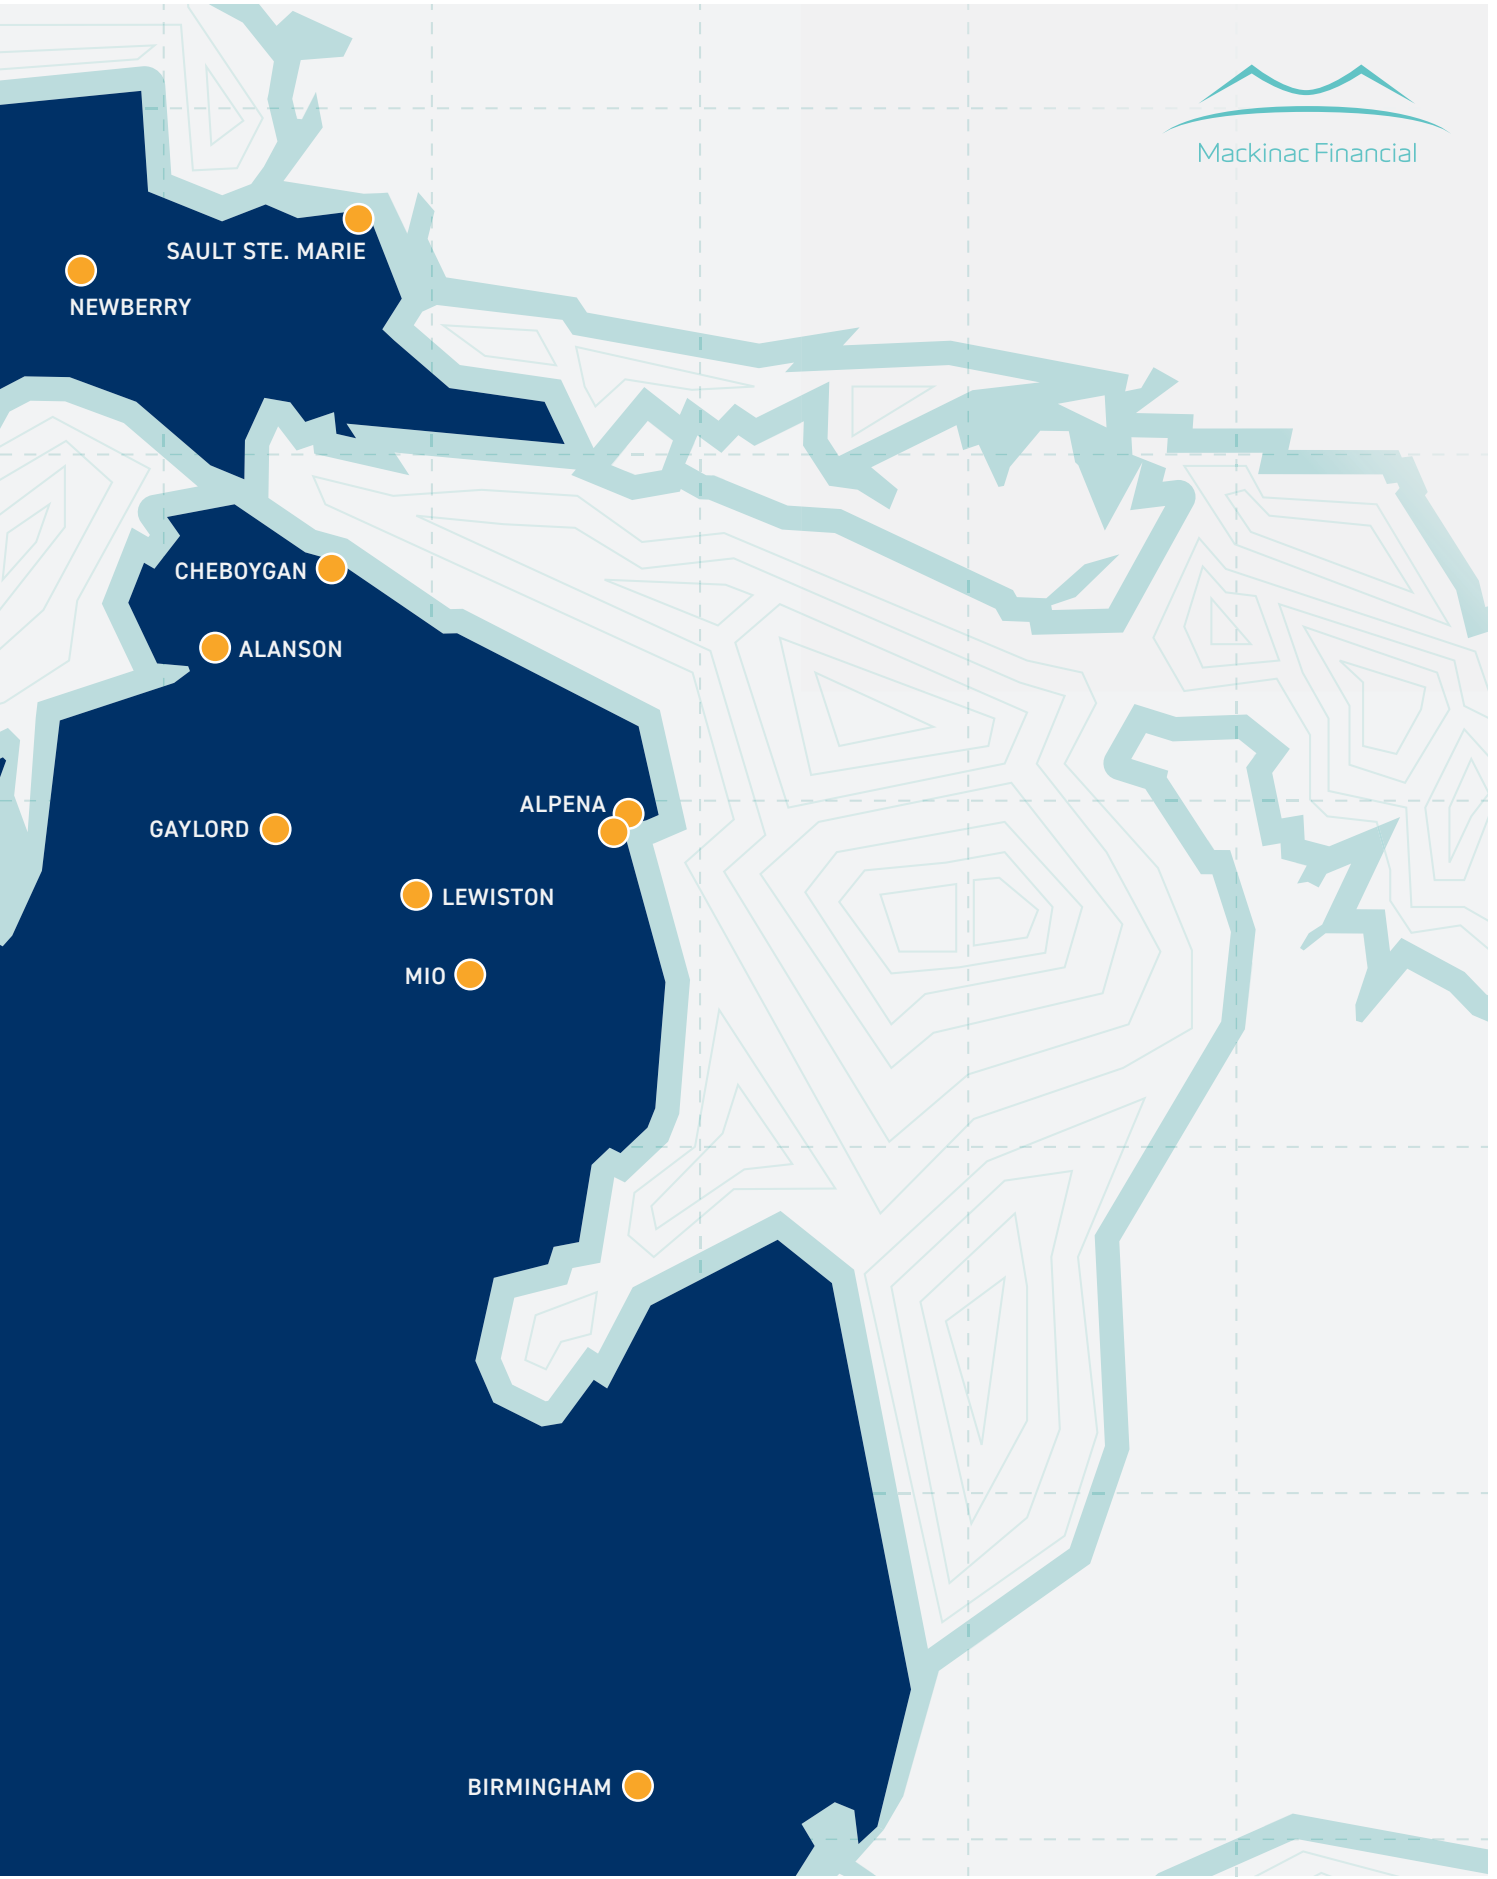 Mackinac Financial
SAULT STE. MARIE
NEWBERRY
CHEBOYGAN
ALANSON
ALPENA
GAYLORD
LEWISTON
MIO
BIRMINGHAM